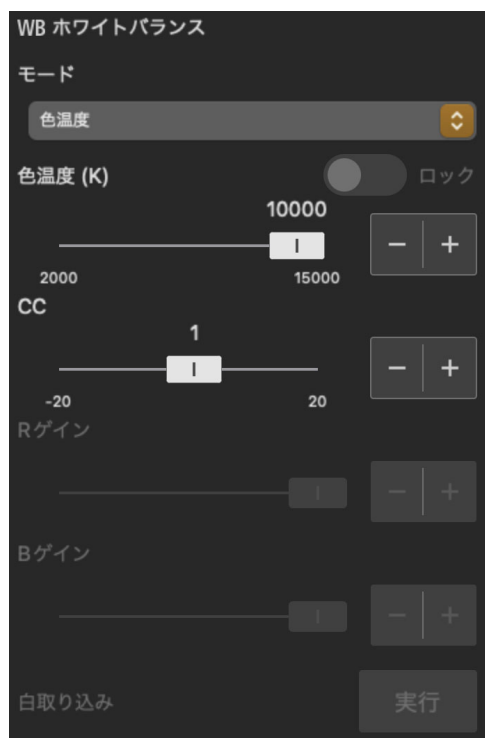 WB ホワイトバランス
モード
色温度
色温度 (K)
ロック
10000
− +
2000 15000
CC
1
− +
-20 20
Rゲイン
− +
Bゲイン
− +
白取り込み 実行